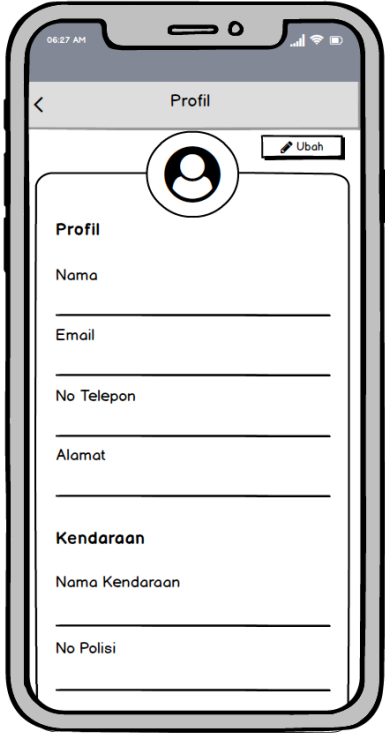 06:27 AM
Profil
Ubah
Profil
Nama
Email
No Telepon
Alamat
Kendaraan
Nama Kendaraan
No Polisi